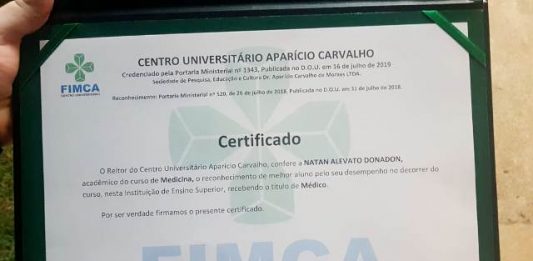 CENTRO UNIVERSITÁRIO APARÍCIO CARVALHO
Credenciado pela Portaria Ministerial nº 1343, Publicada no D.O.U. em 16 de julho de 2019
Sociedade de Pesquisa, Educação e Cultura Dr. Aparício Carvalho de Moraes LTDA.
Reconhecimento: Portaria Ministerial nº 520, de 26 de julho de 2018. Publicada no D.O.U. em 31 de julho de 2018
FIMCA
CENTRO UNIVERSITÁRIO
Certificado
O Reitor do Centro Universitário Aparício Carvalho, confere a NATAN ALEVATO DONADON,
acadêmico do curso de Medicina, o reconhecimento de melhor aluno pelo seu desempenho no decorrer do
curso, nesta Instituição de Ensino Superior, recebendo o título de Médico.
Por ser verdade firmamos o presente certificado.
FIMCA